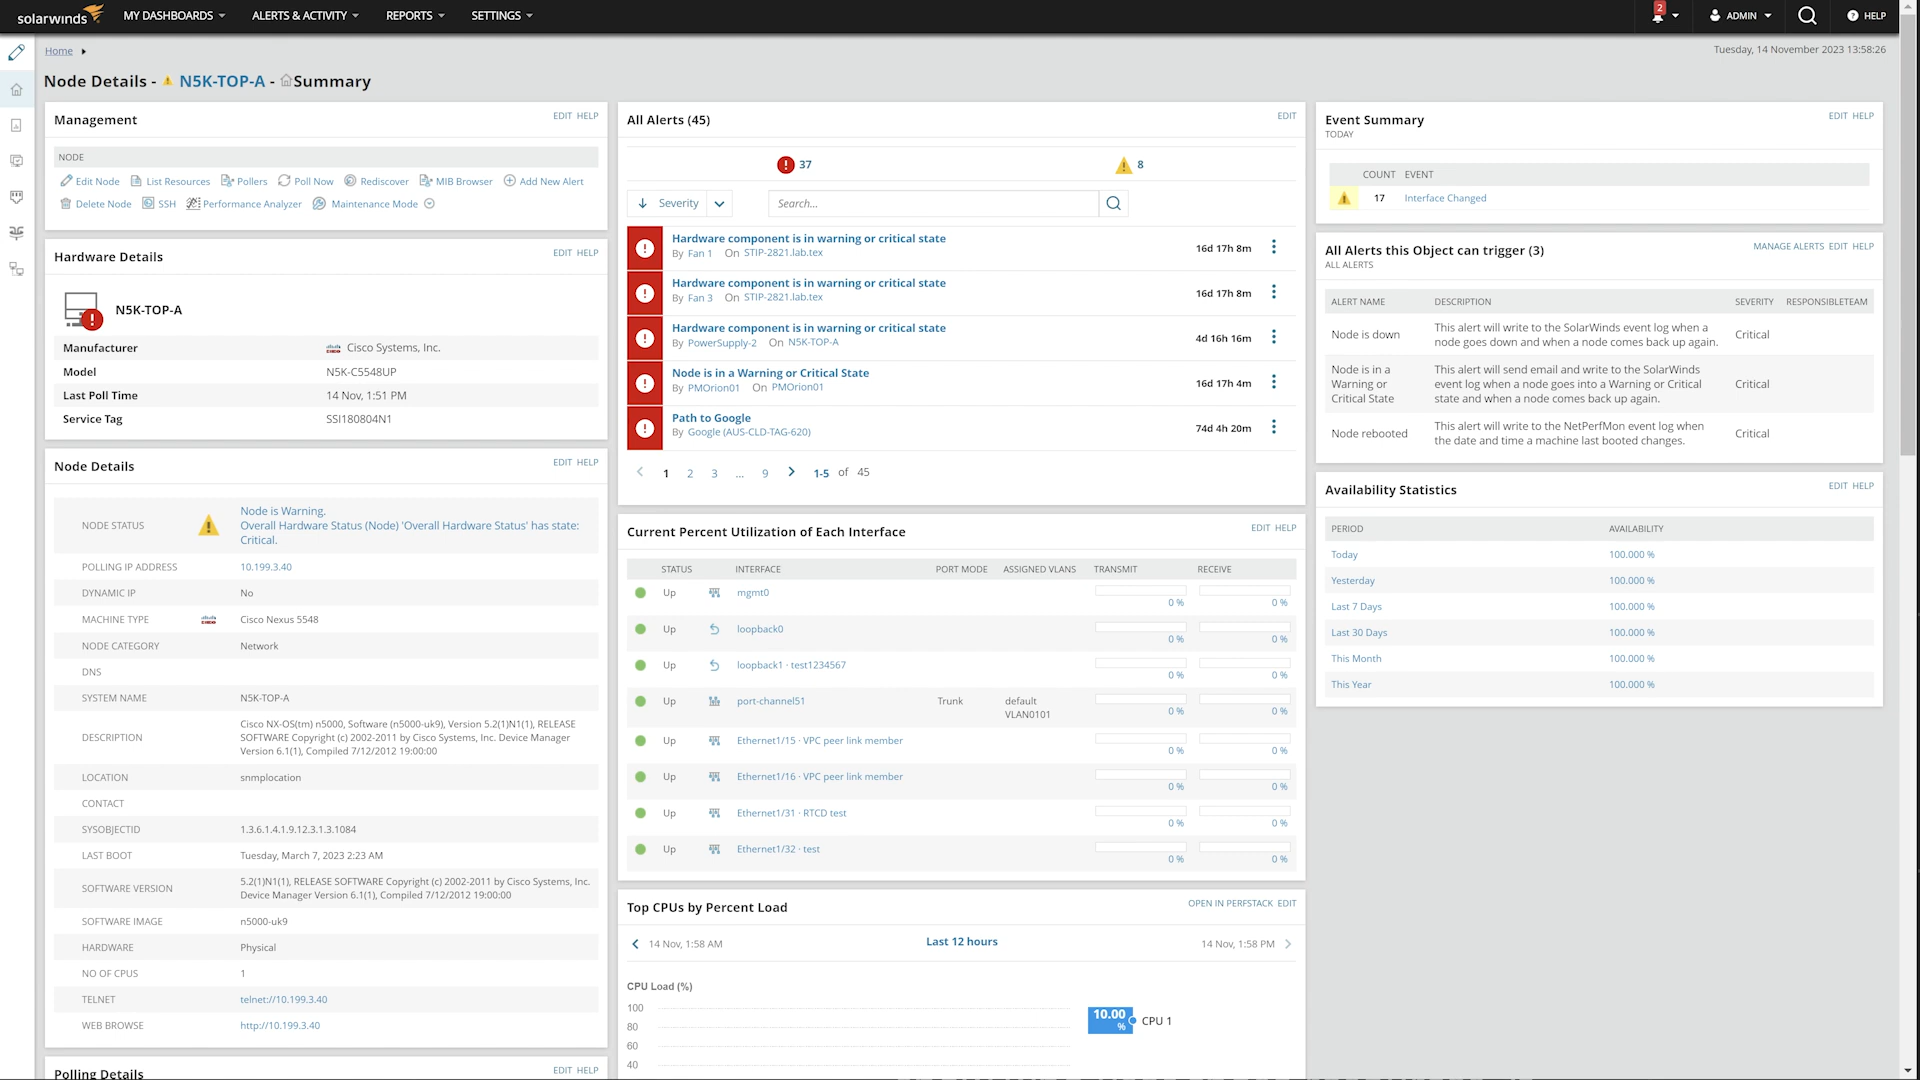 solarwinds
MY DASHBOARDS
ALERTS & ACTIVITY
REPORTS
SETTINGS
2
ADMIN
HELP
Home
Tuesday, 14 November 2023 13:58:26
Node Details - N5K-TOP-A - Summary
Management
EDIT HELP
NODE
Edit Node List Resources Pollers Poll Now Rediscover MIB Browser Add New Alert
Delete Node SSH Performance Analyzer Maintenance Mode
Hardware Details
EDIT HELP
N5K-TOP-A
Manufacturer Cisco Systems, Inc.
Model N5K-C5548UP
Last Poll Time 14 Nov, 1:51 PM
Service Tag SSI180804N1
Node Details
EDIT HELP
NODE STATUS
Node is Warning.
Overall Hardware Status (Node) 'Overall Hardware Status' has state:
Critical.
POLLING IP ADDRESS 10.199.3.40
DYNAMIC IP No
MACHINE TYPE Cisco Nexus 5548
NODE CATEGORY Network
DNS
SYSTEM NAME N5K-TOP-A
DESCRIPTION
Cisco NX-OS(tm) n5000, Software (n5000-uk9), Version 5.2(1)N1(1), RELEASE
SOFTWARE Copyright (c) 2002-2011 by Cisco Systems, Inc. Device Manager
Version 6.1(1), Compiled 7/12/2012 19:00:00
LOCATION snmplocation
CONTACT
SYSOBJECTID 1.3.6.1.4.1.9.12.3.1.3.1084
LAST BOOT Tuesday, March 7, 2023 2:23 AM
SOFTWARE VERSION
5.2(1)N1(1), RELEASE SOFTWARE Copyright (c) 2002-2011 by Cisco Systems, Inc.
Device Manager Version 6.1(1), Compiled 7/12/2012 19:00:00
SOFTWARE IMAGE n5000-uk9
HARDWARE Physical
NO OF CPUS 1
TELNET telnet://10.199.3.40
WEB BROWSE http://10.199.3.40
Polling Details
EDIT HELP
All Alerts (45)
EDIT
37
8
Severity
Search...
Hardware component is in warning or critical state
By Fan 1 On STIP-2821.lab.tex
16d 17h 8m
Hardware component is in warning or critical state
By Fan 3 On STIP-2821.lab.tex
16d 17h 8m
Hardware component is in warning or critical state
By PowerSupply-2 On N5K-TOP-A
4d 16h 16m
Node is in a Warning or Critical State
By PMOrion01 On PMOrion01
16d 17h 4m
Path to Google
By Google (AUS-CLD-TAG-620)
74d 4h 20m
1 2 3 ... 9 1-5 of 45
Current Percent Utilization of Each Interface
EDIT HELP
STATUS INTERFACE PORT MODE ASSIGNED VLANS TRANSMIT RECEIVE
Up mgmt0 0 % 0 %
Up loopback0 0 % 0 %
Up loopback1 · test1234567 0 % 0 %
Up port-channel51 Trunk default 0 % 0 %
VLAN0101
Up Ethernet1/15 · VPC peer link member 0 % 0 %
Up Ethernet1/16 · VPC peer link member 0 % 0 %
Up Ethernet1/31 · RTCD test 0 % 0 %
Up Ethernet1/32 · test 0 % 0 %
Top CPUs by Percent Load
OPEN IN PERFSTACK EDIT
14 Nov, 1:58 AM
Last 12 hours
14 Nov, 1:58 PM
CPU Load (%)
100
80
60
40
10.00 %
CPU 1
Event Summary
TODAY
EDIT HELP
COUNT EVENT
17 Interface Changed
All Alerts this Object can trigger (3)
ALL ALERTS
MANAGE ALERTS EDIT HELP
ALERT NAME DESCRIPTION SEVERITY RESPONSIBLETEAM
Node is down
This alert will write to the SolarWinds event log when a
node goes down and when a node comes back up again.
Critical
Node is in a
Warning or
Critical State
This alert will send email and write to the SolarWinds
event log when a node goes into a Warning or Critical
state and when a node comes back up again.
Critical
Node rebooted
This alert will write to the NetPerfMon event log when
the date and time a machine last booted changes.
Critical
Availability Statistics
EDIT HELP
PERIOD AVAILABILITY
Today 100.000 %
Yesterday 100.000 %
Last 7 Days 100.000 %
Last 30 Days 100.000 %
This Month 100.000 %
This Year 100.000 %